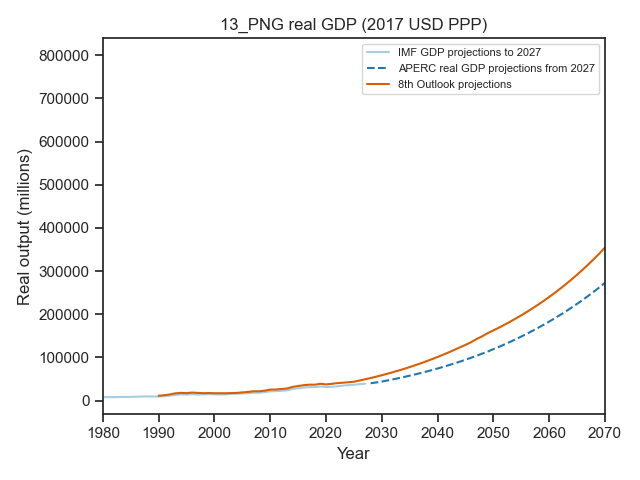 13_PNG real GDP (2017 USD PPP)
IMF GDP projections to 2027
APERC real GDP projections from 2027
8th Outlook projections
Real output (millions)
800000
700000
600000
500000
400000
300000
200000
100000
0
1980 1990 2000 2010 2020 2030 2040 2050 2060 2070
Year